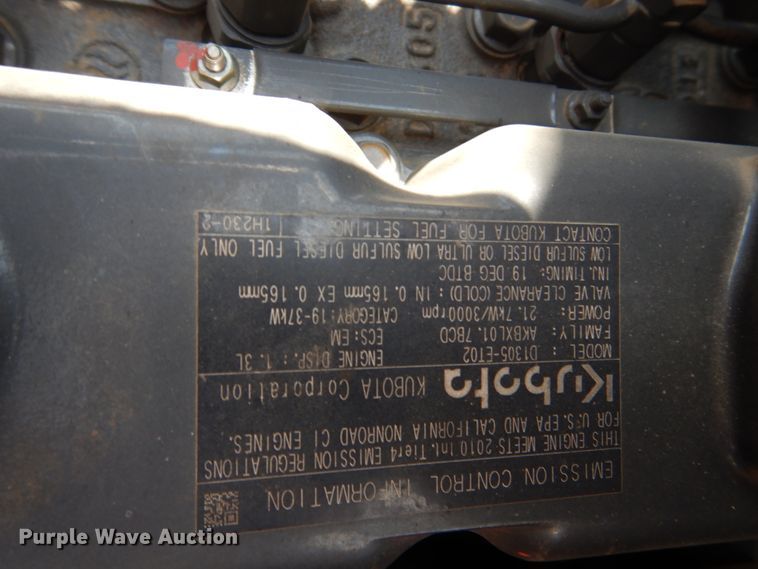 EMISSION CONTROL INFORMATION
THIS ENGINE MEETS 2010 Int. Tier4 EMISSION REGULATIONS
FOR U.S. EPA AND CALIFORNIA NONROAD CI ENGINES.
Kubota KUBOTA Corporation
MODEL: D1305-ET02 ENGINE DISP.: 1.3L
FAMILY: AKBXL01.7BCD ECS: EM
POWER: 21.7kW/3000rpm CATEGORY: 19-37kW
VALVE CLEARANCE (COLD): IN 0.165mm EX 0.165mm
INJ. TIMING: 19 DEG BTDC
LOW SULFUR DIESEL OR ULTRA LOW SULFUR DIESEL FUEL ONLY
CONTACT KUBOTA FOR FUEL SETTING 1H230-2
Purple Wave Auction